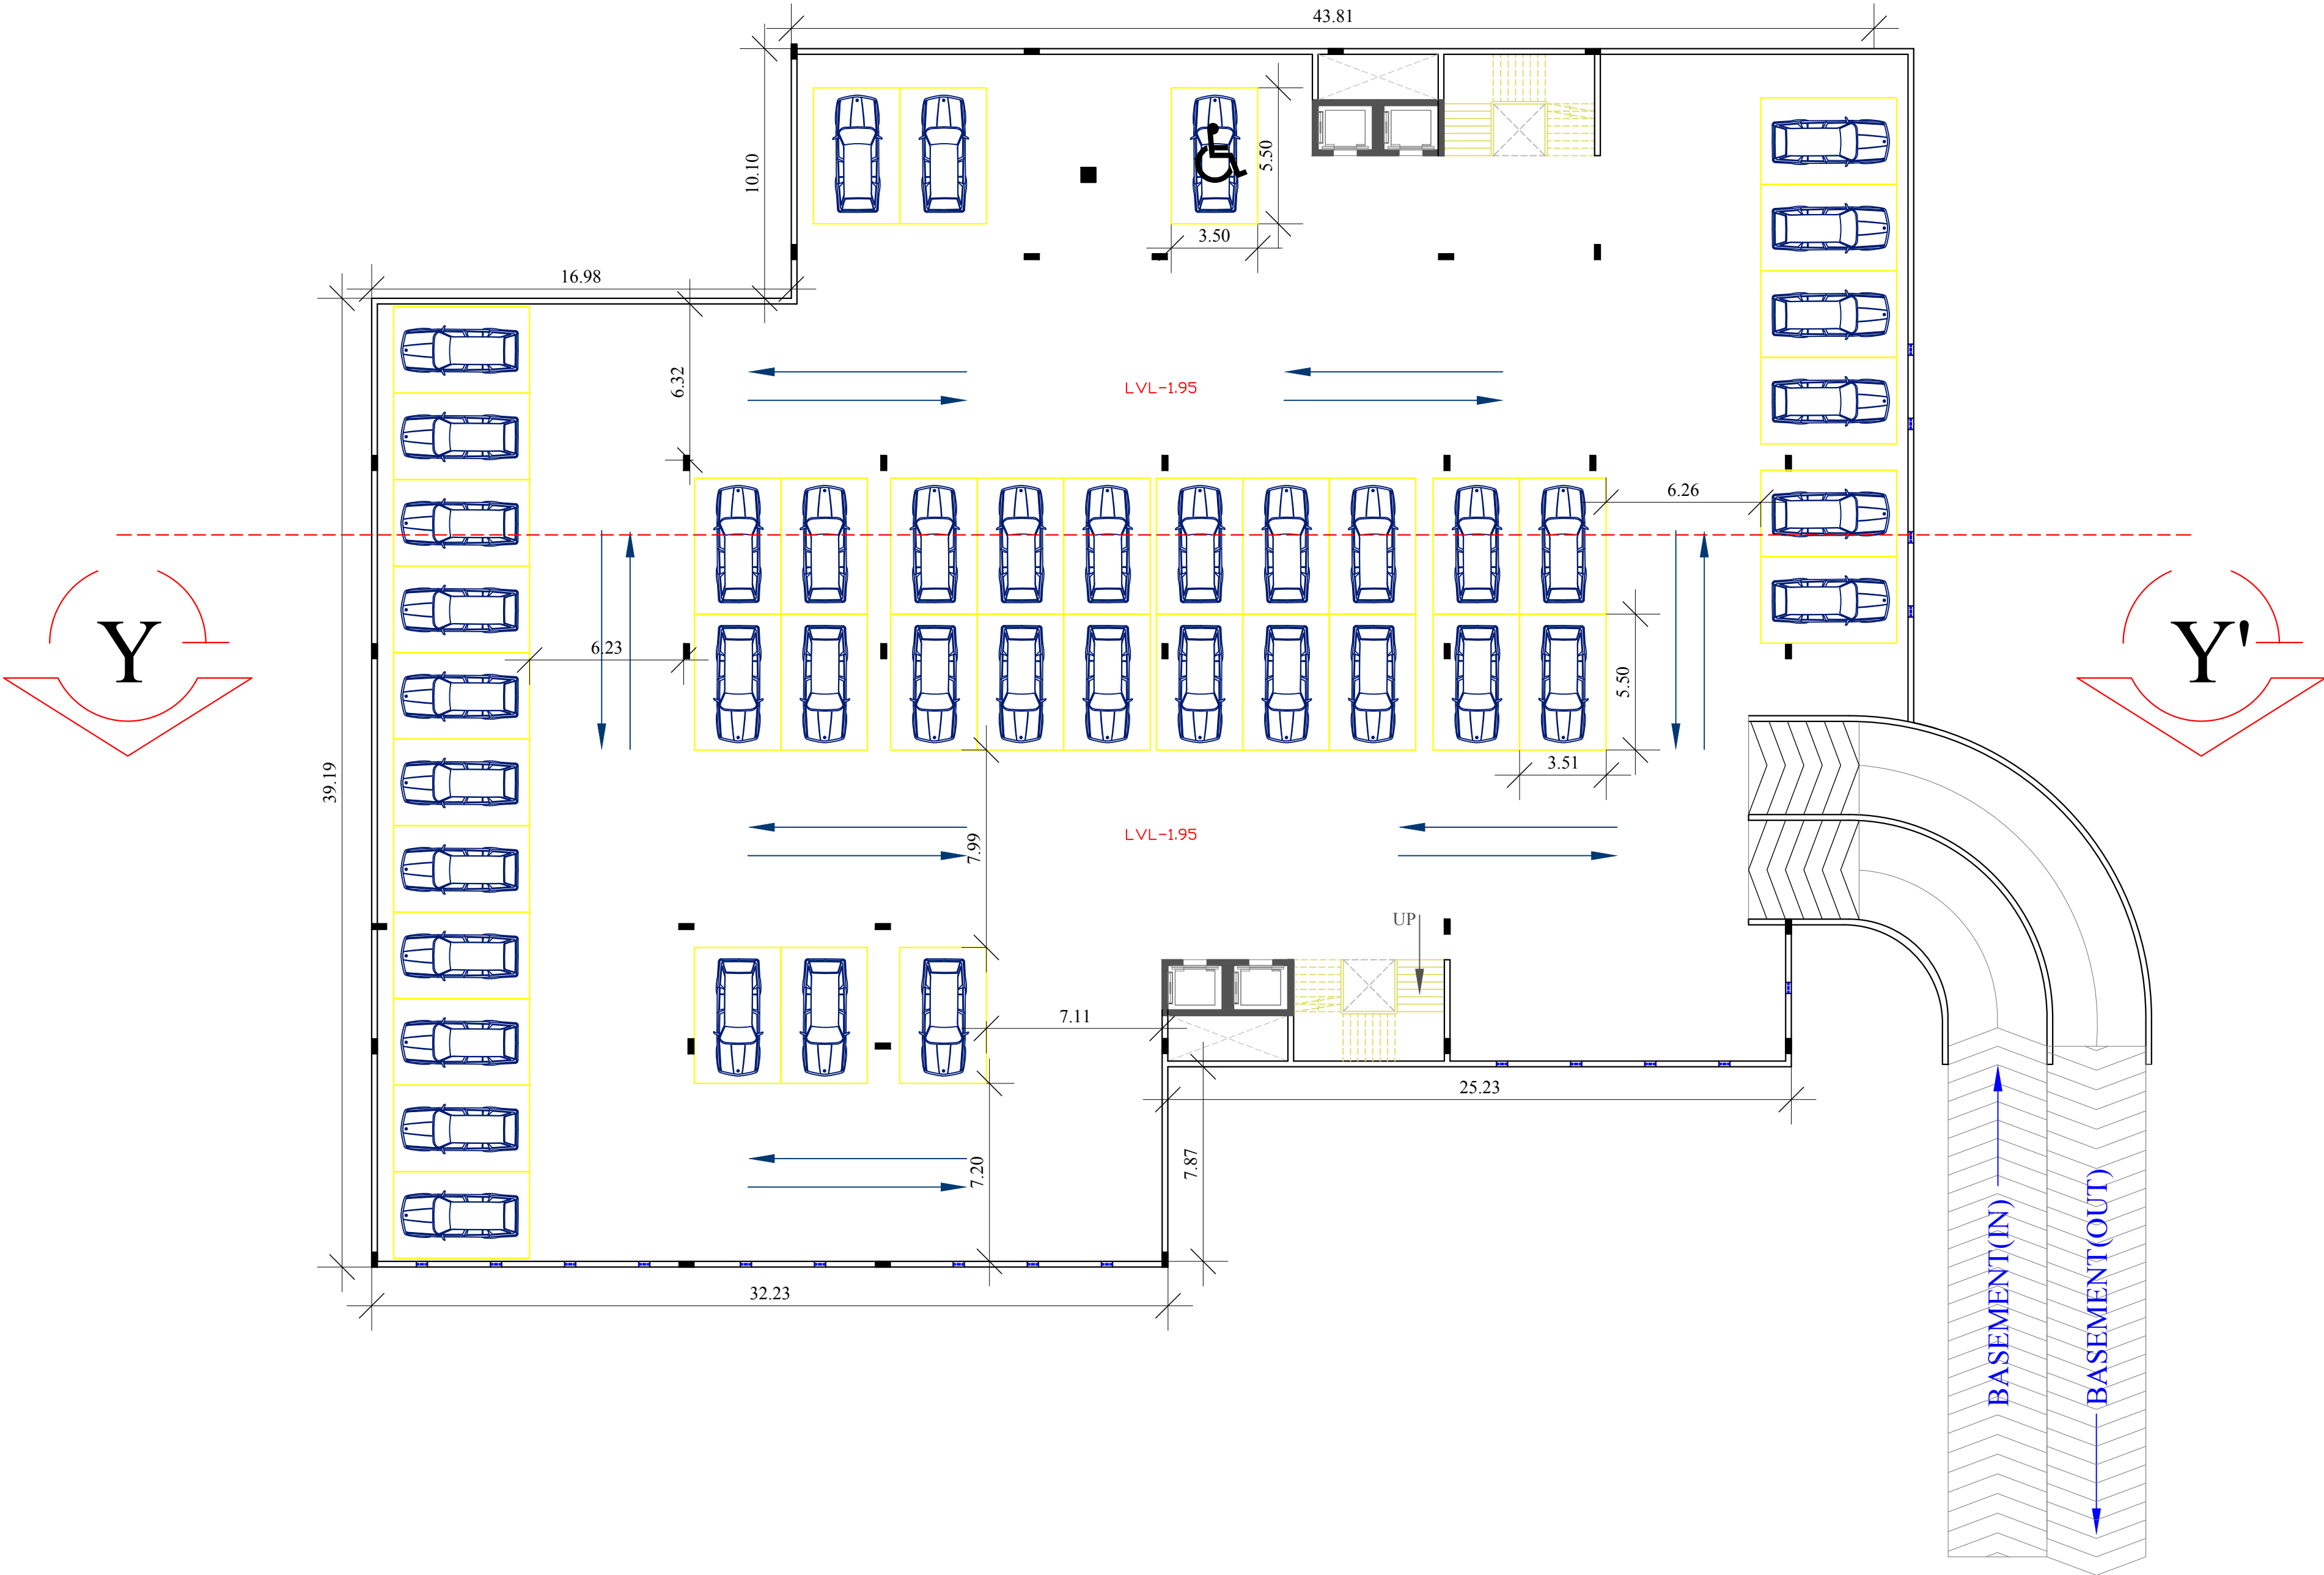 43.81
10.10
5.50
3.50
16.98
6.32
LVL-1.95
6.26
Y
Y'
6.23
5.50
3.51
39.19
7.99
LVL-1.95
UP
7.11
25.23
7.20
7.87
32.23
BASEMENT(IN)
BASEMENT(OUT)